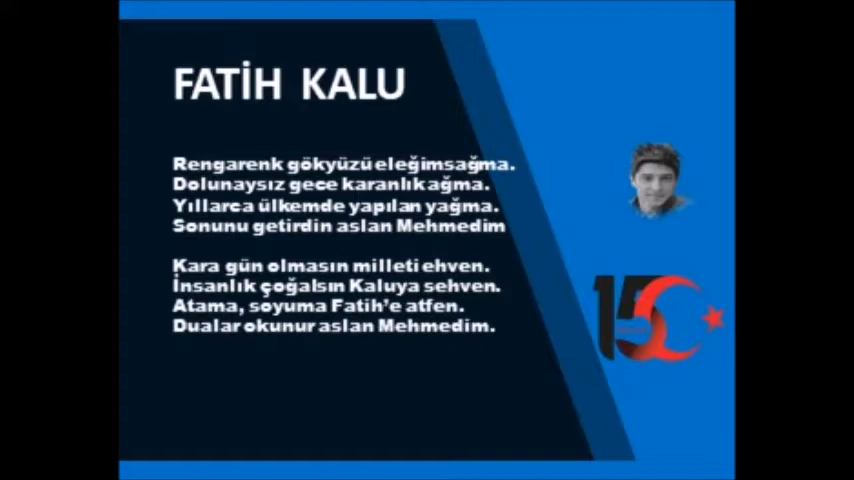 FATİH KALU
Rengarenk gökyüzü eleğimsağma.
Dolunaysız gece karanlık ağma.
Yıllarca ülkemde yapılan yağma.
Sonunu getirdin aslan Mehmedim
Kara gün olmasın milleti ehven.
İnsanlık çoğalsın Kaluya sehven.
Atama, soyuma Fatih’e atfen.
Dualar okunur aslan Mehmedim.
15